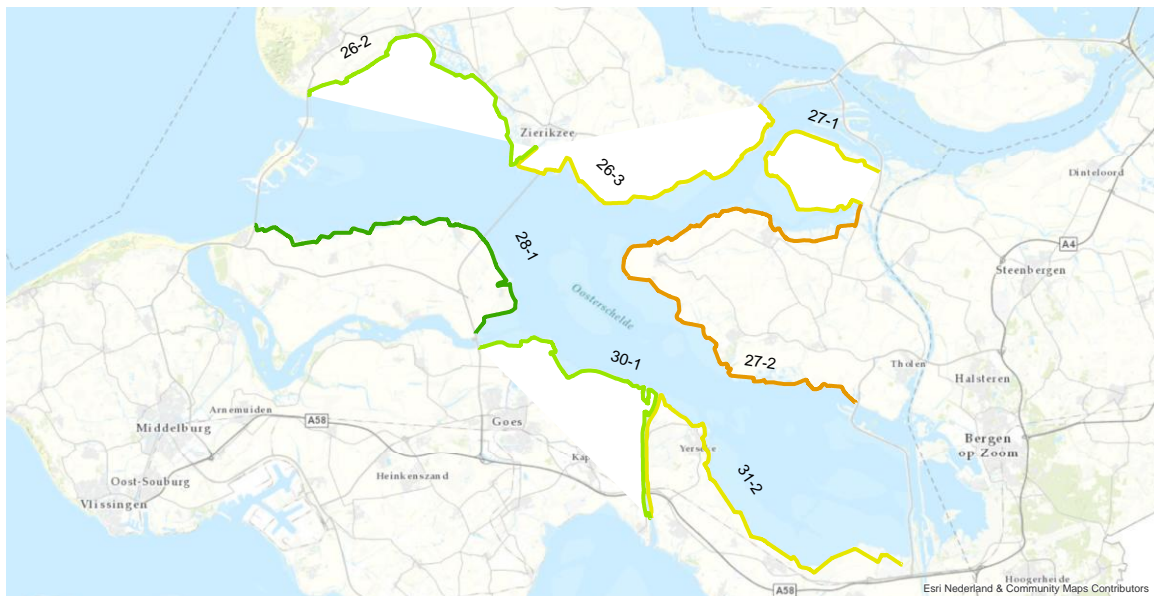 26-2
27-1
Zierikzee
26-3
Dinteloord
28-1
A4
Steenbergen
Oosterschelde
30-1
27-2
Tholen
Halsteren
Arnemuiden
A58
Goes
Middelburg
Bergen
op Zoom
Kap
Yerseke
Heinkenszand
31-2
Oost-Souburg
Vlissingen
A58
Hoogerheide
Esri Nederland & Community Maps Contributors